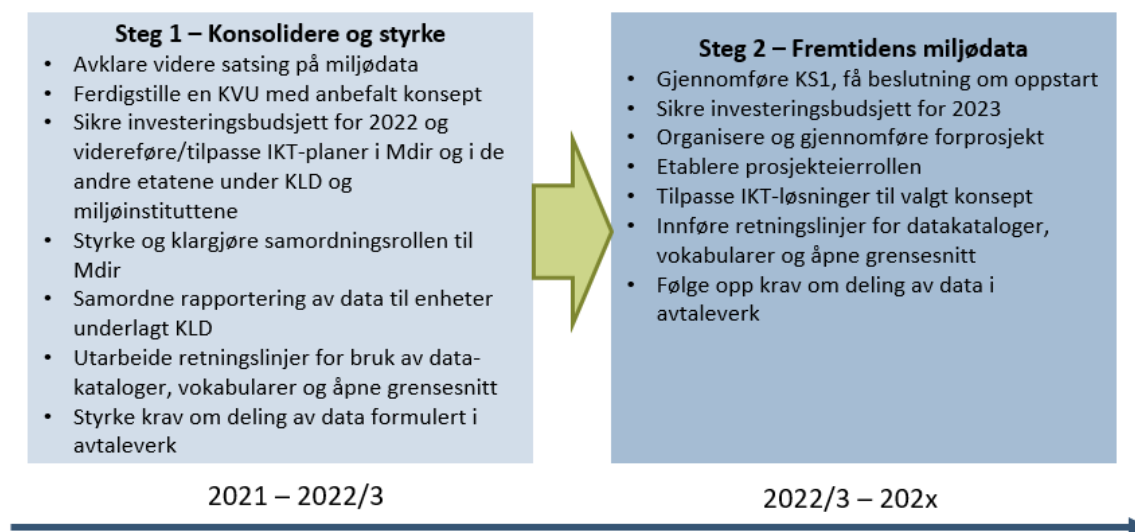 Steg 1 – Konsolidere og styrke
• Avklare videre satsing på miljødata
• Ferdigstille en KVU med anbefalt konsept
• Sikre investeringsbudsjett for 2022 og
videreføre/tilpasse IKT-planer i Mdir og i de
andre etatene under KLD og
miljøinstituttene
• Styrke og klargjøre samordningsrollen til
Mdir
• Samordne rapportering av data til enheter
underlagt KLD
• Utarbeide retningslinjer for bruk av data-
kataloger, vokabularer og åpne grensesnitt
• Styrke krav om deling av data formulert i
avtaleverk
2021 – 2022/3
Steg 2 – Fremtidens miljødata
• Gjennomføre KS1, få beslutning om oppstart
• Sikre investeringsbudsjett for 2023
• Organisere og gjennomføre forprosjekt
• Etablere prosjekteierrollen
• Tilpasse IKT-løsninger til valgt konsept
• Innføre retningslinjer for datakataloger,
vokabularer og åpne grensesnitt
• Følge opp krav om deling av data i
avtaleverk
2022/3 – 202x